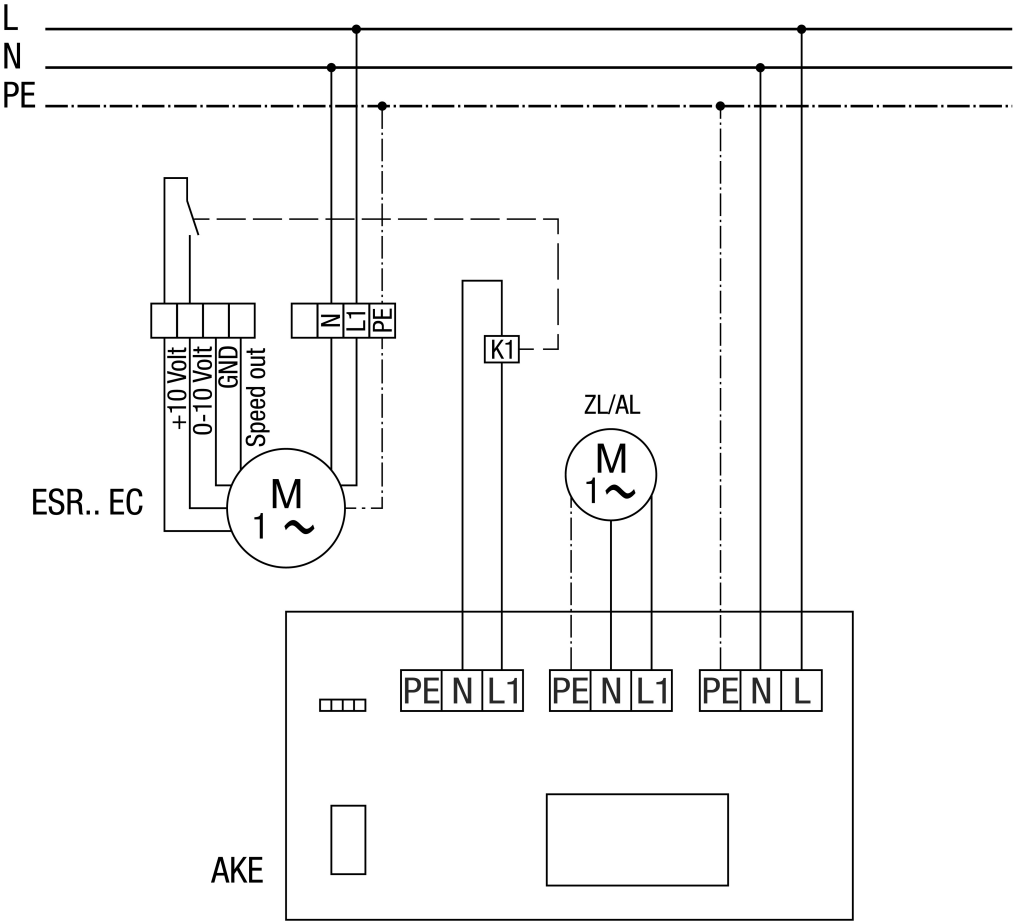 L
N
PE
N
L1
PE
K1
+10 Volt
0-10 Volt
GND
Speed out
ZL/AL
M
1 ~
ESR.. EC
M
1 ~
PE N L1
PE N L1
PE N L
AKE